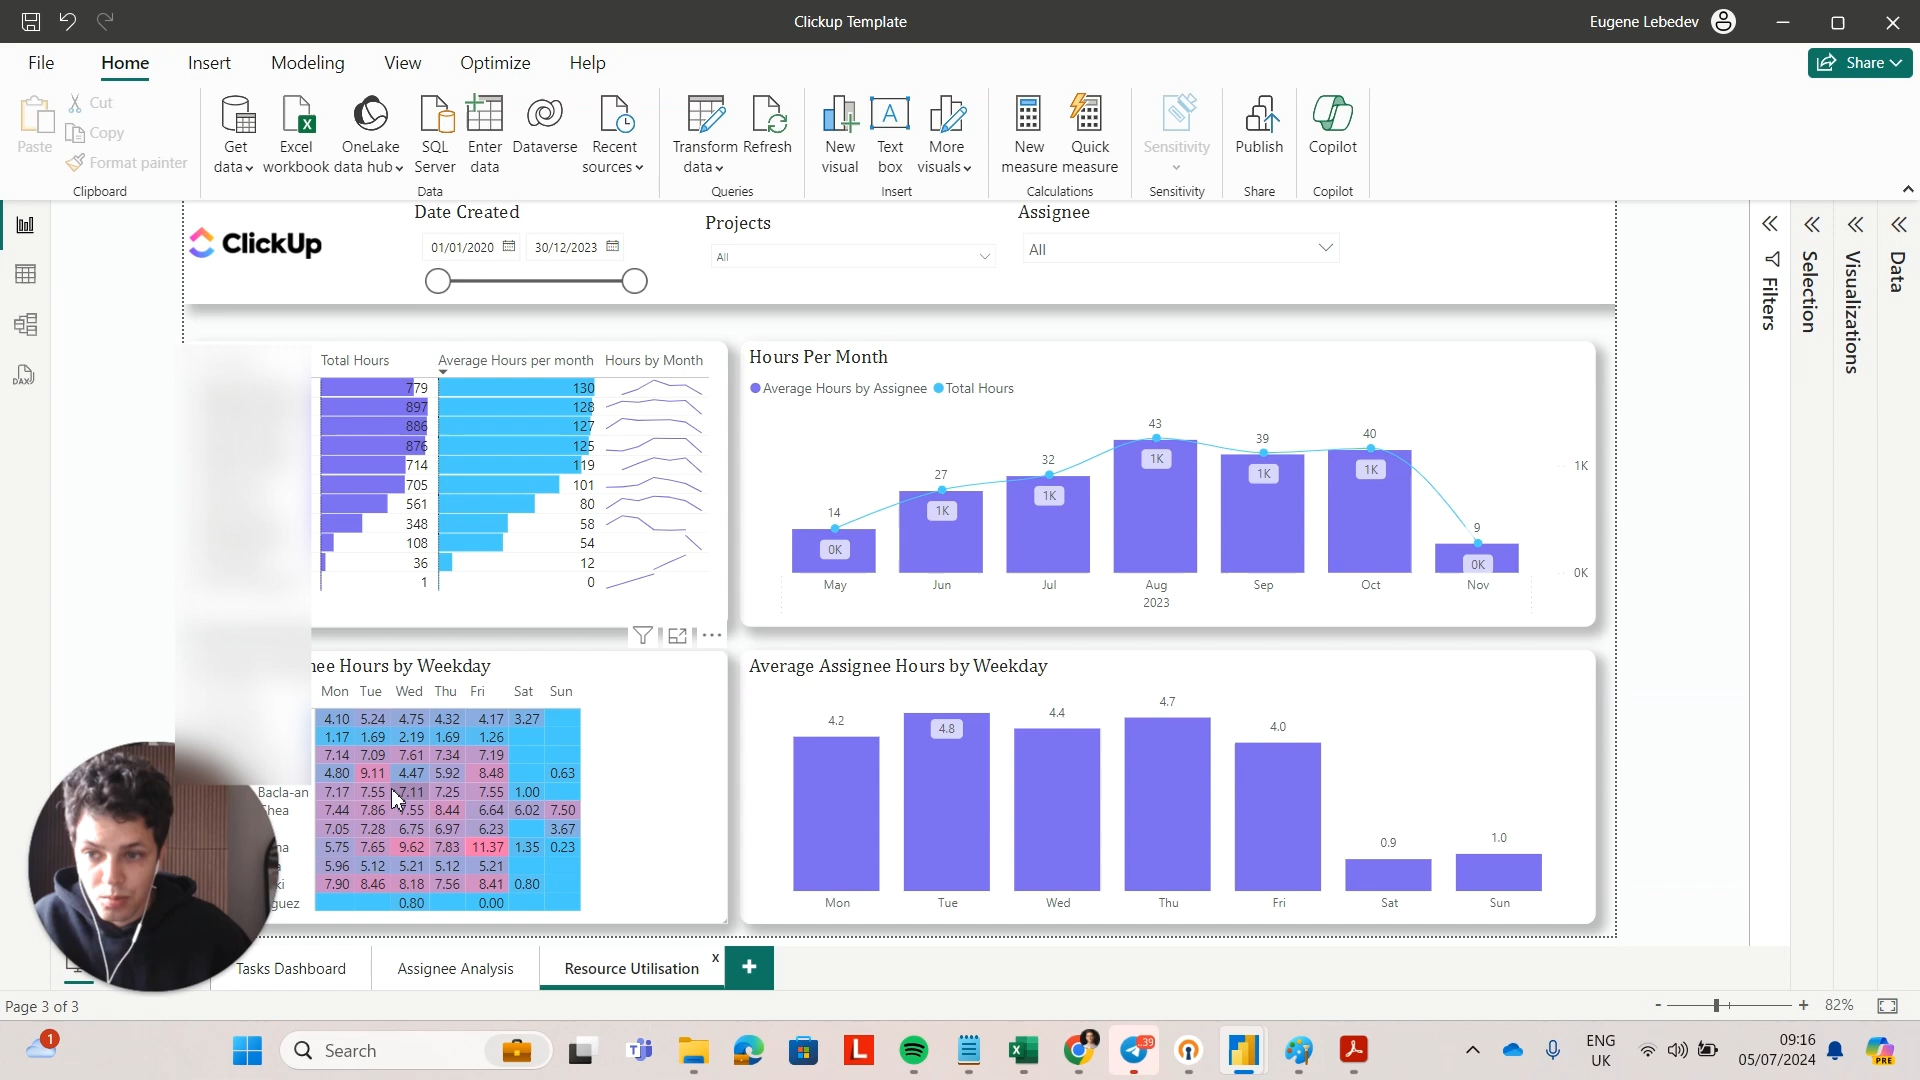 Clickup Template
Eugene Lebedev
File Home Insert Modeling View Optimize Help
Share
Paste
Cut
Copy
Format painter
Clipboard
Get data
Excel workbook
OneLake data hub
SQL Server
Enter data
Dataverse
Recent sources
Data
Transform data
Refresh
Queries
New visual
Text box
More visuals
Insert
New measure
Quick measure
Calculations
Sensitivity
Sensitivity
Publish
Share
Copilot
Copilot
ClickUp
Date Created
01/01/2020 30/12/2023
Projects
All
Assignee
All
Filters
Selection
Visualizations
Data
Total Hours Average Hours per month Hours by Month
779 130
897 128
886 127
876 125
714 119
705 101
561 80
348 58
108 54
36 12
1 0
Hours Per Month
Average Hours by Assignee Total Hours
14 27 32 43 39 40 9
0K 1K 1K 1K 1K 1K 0K
1K
0K
May Jun Jul Aug Sep Oct Nov
2023
nee Hours by Weekday
Mon Tue Wed Thu Fri Sat Sun
4.10 5.24 4.75 4.32 4.17 3.27
1.17 1.69 2.19 1.69 1.26
7.14 7.09 7.61 7.34 7.19
4.80 9.11 4.47 5.92 8.48 0.63
Bacla-an 7.17 7.55 7.11 7.25 7.55 1.00
hea 7.44 7.86 7.55 8.44 6.64 6.02 7.50
7.05 7.28 6.75 6.97 6.23 3.67
na 5.75 7.65 9.62 7.83 11.37 1.35 0.23
a 5.96 5.12 5.21 5.12 5.21
ki 7.90 8.46 8.18 7.56 8.41 0.80
guez 0.80 0.00
Average Assignee Hours by Weekday
4.2 4.8 4.4 4.7 4.0 0.9 1.0
Mon Tue Wed Thu Fri Sat Sun
Tasks Dashboard Assignee Analysis Resource Utilisation x +
Page 3 of 3
- + 82%
1
Search
L
39
ENG
UK
09:16
05/07/2024
PRE